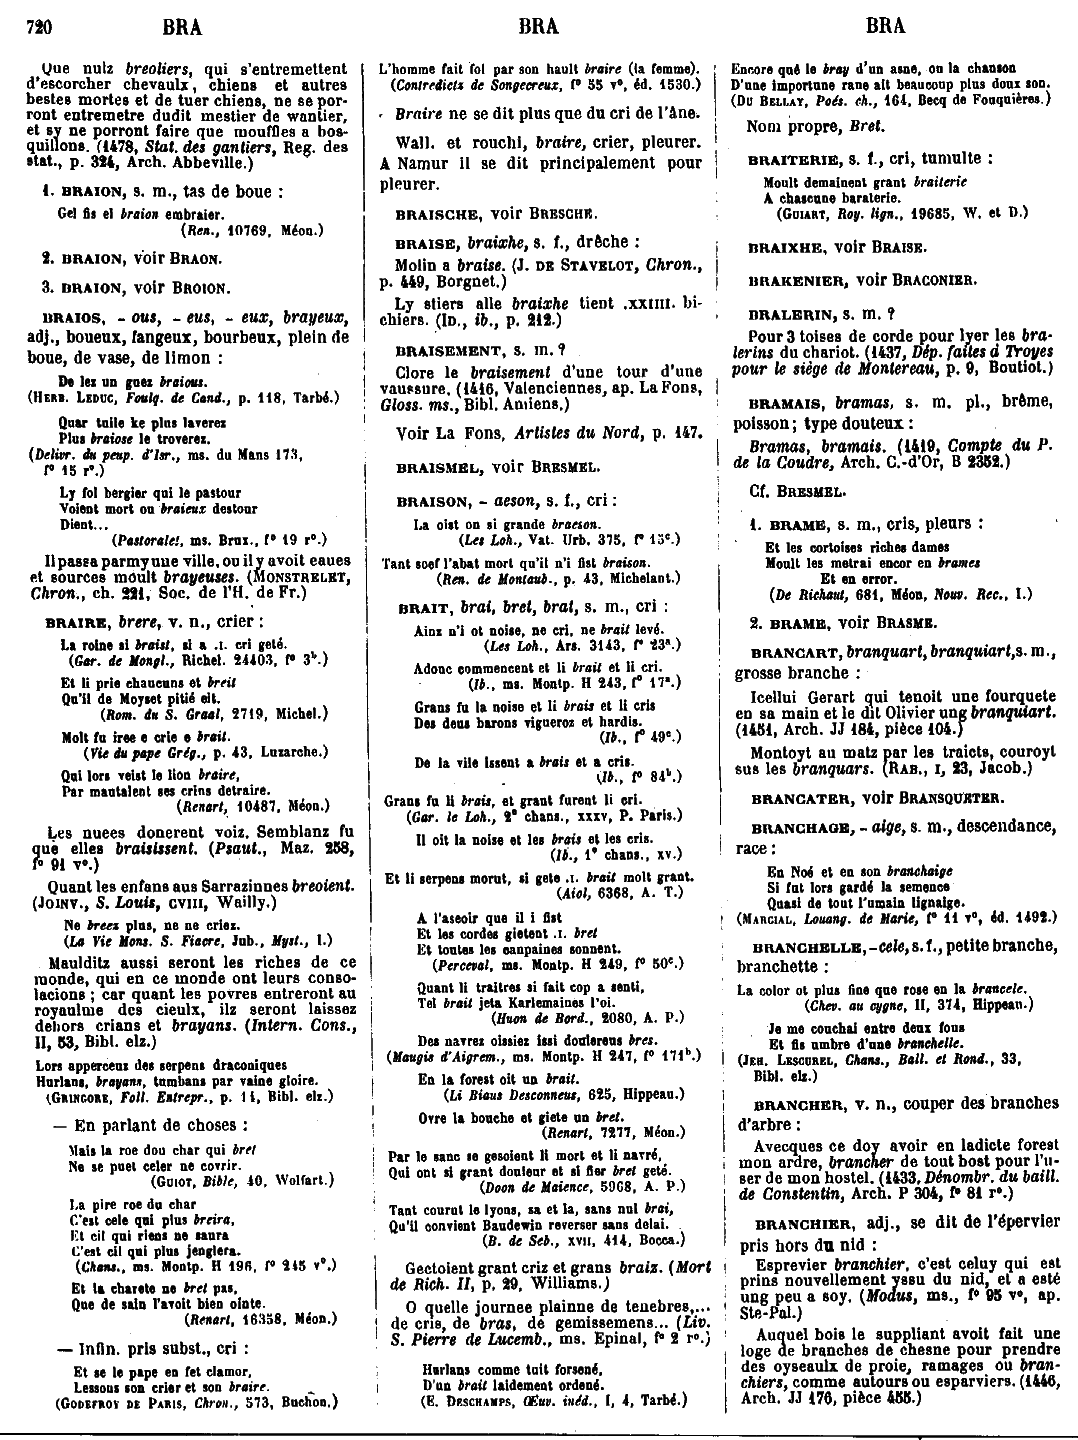 720 BRA BRA BRA
Que nulz breoliers, qui s'entremettent
d'escorcher chevaulx, chiens et autres
bestes mortes et de tuer chiens, ne se por-
ront entremetre dudit mestier de wantier,
et sy ne porront faire que mouffles a bos-
quillons. (1478, Stat. des gantiers, Reg. des
stat., p. 324, Arch. Abbeville.)
1. BRAION, s. m., tas de boue :
Gel fis el braion embraier.
(Ren., 10769, Méon.)
2. BRAION, voir BRAON.
3. BRAION, voir BROION.
BRAIOS, - ous, - eus, - eux, brayeux,
adj., boueux, fangeux, bourbeux, plein de
boue, de vase, de limon :
De lez un guez braious.
(HERB. LEDUC, Foulq. de Cand., p. 118, Tarbé.)
Quar tuile ke plus laverez
Plus braiose le troverez.
(Delivr. du peup. d'Isr., ms. du Mans 173,
f° 15 r°.)
Ly fol bergier qui le pastour
Voient mort ou braieux destour
Dient...
(Pastoralet, ms. Brux., f° 19 r°.)
Il passa parmy une ville, ou il y avoit eaues
et sources moult brayeuses. (MONSTRELET,
Chron., ch. 221, Soc. de l'H. de Fr.)
BRAIRE, brere, v. n., crier :
La roine si braist, si a .I. cri geté.
(Gar. de Mongl., Richel. 24403, f° 3b.)
Et li prie chaucuns et breit
Qu'il de Moyset pitié eit.
(Rom. du S. Graal, 2719, Michel.)
Molt fu iree e crie e brait.
(Vie du pape Grég., p. 43, Luzarche.)
Qui lors veist le lion braire,
Par mautalent ses crins detraire.
(Renart, 10487, Méon.)
Les nuees donerent voiz, Semblanz fu
que elles braisissent. (Psaut., Maz. 258,
f° 91 v°.)
Quant les enfans aus Sarrazinnes breoient.
(JOINV., S. Louis, CVIII, Wailly.)
Ne breez plus, ne ne criez.
(La Vie Mons. S. Fiacre, Jub., Myst., I.)
Maulditz aussi seront les riches de ce
monde, qui en ce monde ont leurs conso-
lacions ; car quant les povres entreront au
royaulme des cieulx, ilz seront laissez
dehors crians et brayans. (Intern. Cons.,
II, 53, Bibl. elz.)
Lors apperceuz des serpens draconiques
Hurlans, brayans, tumbans par vaine gloire.
(GRINGORE, Foll. Entrepr., p. 11, Bibl. elz.)
— En parlant de choses :
Mais la roe dou char qui bret
Ne se puet celer ne covrir.
(GUIOT, Bible, 40, Wolfart.)
La pire roe du char
C'est cele qui plus breira,
Et cil qui riens ne saura
C'est cil qui plus jenglera.
(Chans., ms. Montp. H 196, f° 245 v°.)
Et la charete ne bret pas,
Que de sain l'avoit bien ointe.
(Renart, 16358, Méon.)
— Infin. pris subst., cri :
Et se le pape en fet clamor,
Lessons son crier et son braire.
(GODEFROY DE PARIS, Chron., 573, Buchon.)
L'homme fait fol par son hault braire (la femme).
(Contredictz de Songecreux, f° 55 v°, éd. 1530.)
Braire ne se dit plus que du cri de l'âne.
Wall. et rouchi, braire, crier, pleurer.
A Namur il se dit principalement pour
pleurer.
BRAISCHE, voir BRESCHE.
BRAISE, braixhe, s. f., drêche :
Molin a braise. (J. DE STAVELOT, Chron.,
p. 449, Borgnet.)
Ly stiers alle braixhe tient .XXIIII. bi-
chiers. (ID., ib., p. 212.)
BRAISEMENT, s. m. ?
Clore le braisement d'une tour d'une
vaussure. (1416, Valenciennes, ap. La Fons,
Gloss. ms., Bibl. Amiens.)
Voir La Fons, Artistes du Nord, p. 147.
BRAISMEL, voir BRESMEL.
BRAISON, - aeson, s. f., cri :
La oist on si grande braeson.
(Les Loh., Vat. Urb. 375, f° 15c.)
Tant soef l'abat mort qu'il n'i fist braison.
(Ren. de Montaub., p. 43, Michelant.)
BRAIT, brai, bret, brat, s. m., cri :
Ainz n'i ot noise, ne cri, ne brait levé.
(Les Loh., Ars. 3143, f° 23a.)
Adonc commencent et li brait et li cri.
(Ib., ms. Montp. H 243, f° 17a.)
Grans fu la noise et li brais et li cris
Des deus barons vigueroz et hardis.
(Ib., f° 49c.)
De la vile issent a brais et a cris.
(Ib., f° 84b.)
Grans fu li brais, et grant furent li cri.
(Gar. le Loh., 2e chans., XXXV, P. Paris.)
Il oit la noise et les brais et les cris.
(Ib., 1e chans., XV.)
Et li serpens morut, si gete .I. brait molt grant.
(Aiol, 6368, A. T.)
A l'aseoir que il i fist
Et les cordes gietent .I. bret
Et toutes les canpaines sonnent.
(Perceval, ms. Montp. H 249, f° 50c.)
Quant li traitres si fait cop a senti,
Tel brait jeta Karlemaines l'oi.
(Huon de Bord., 2080, A. P.)
Des navrez oissiez issi doulereus bres.
(Maugis d'Aigrem., ms. Montp. H 247, f° 171b.)
En la forest oit un brait.
(Li Biaus Desconneus, 625, Hippeau.)
Ovre la bouche et giete un bret.
(Renart, 7277, Méon.)
Par le sanc se gesoient li mort et li navré,
Qui ont si grant douleur et si fier bret geté.
(Doon de Maience, 5968, A. P.)
Tant courut le lyons, sa et la, sans nul brai,
Qu'il convient Baudewin reverser sans delai.
(B. de Seb., XVII, 414, Bocca.)
Gectoient grant criz et grans braiz. (Mort
de Rich. II, p. 29, Williams.)
O quelle journee plainne de tenebres,...
de cris, de bras, de gemissemens... (Liv.
S. Pierre de Lucemb., ms. Epinal, f° 2 r°.)
Hurlans comme tuit forsené,
D'un brait laidement ordené.
(E. DESCHAMPS, Œuv. inéd., I, 4, Tarbé.)
Encore qué le bray d'un asne, ou la chanson
D'une importune rane ait beaucoup plus doux son.
(DU BELLAY, Poés. ch., 164, Becq de Fouquières.)
Nom propre, Bret.
BRAITERIE, s. f., cri, tumulte :
Moult demainent grant braiterie
A chascune baraterie.
(GUIART, Roy. lign., 19685, W. et D.)
BRAIXHE, voir BRAISE.
BRAKENIER, voir BRACONIER.
BRALERIN, s. m. ?
Pour 3 toises de corde pour lyer les bra-
lerins du chariot. (1437, Dép. faites à Troyes
pour le siège de Montereau, p. 9, Boutiot.)
BRAMAIS, bramas, s. m. pl., brême,
poisson ; type douteux :
Bramas, bramais. (1419, Compte du P.
de la Coudre, Arch. C.-d'Or, B 2352.)
Cf. BRESMEL.
1. BRAME, s. m., cris, pleurs :
Et les cortoises riches dames
Moult les metrai encor en brames
Et en error.
(De Richaut, 681, Méon, Nouv. Rec., I.)
2. BRAME, voir BRASME.
BRANCART, branquart, branquiart, s. m.,
grosse branche :
Icellui Gerart qui tenoit une fourquete
en sa main et le dit Olivier ung branquiart.
(1451, Arch. JJ 184, pièce 104.)
Montoyt au matz par les traicts, couroyt
sus les branquars. (RAB., I, 23, Jacob.)
BRANCATER, voir BRANSQUETER.
BRANCHAGE, - aige, s. m., descendance,
race :
En Noé et en son branchaige
Si fut lors gardé la semence
Quasi de tout l'umain lignaige.
(MARCIAL, Louang. de Marie, f° 11 v°, éd. 1492.)
BRANCHELLE, - cele, s. f., petite branche,
branchette :
La color ot plus fine que rose en la brancele.
(Chev. au cygne, II, 374, Hippeau.)
Je me couchai entre deux fous
Et fis umbre d'une branchelle.
(JEH. LESCUREL, Chans., Ball. et Rond., 33,
Bibl. elz.)
BRANCHER, v. n., couper des branches
d'arbre :
Avecques ce doy avoir en ladicte forest
mon ardre, brancher de tout bost pour l'u-
ser de mon hostel. (1433, Dénombr. du baill.
de Constentin, Arch. P 304, f° 81 r°.)
BRANCHIER, adj., se dit de l'épervier
pris hors du nid :
Esprevier branchier, c'est celuy qui est
prins nouvellement yssu du nid, et a esté
ung peu a soy. (Modus, ms., f° 95 v°, ap.
Ste-Pal.)
Auquel bois le suppliant avoit fait une
loge de branches de chesne pour prendre
des oyseaulx de proie, ramages ou bran-
chiers, comme autours ou esparviers. (1446,
Arch. JJ 176, pièce 455.)